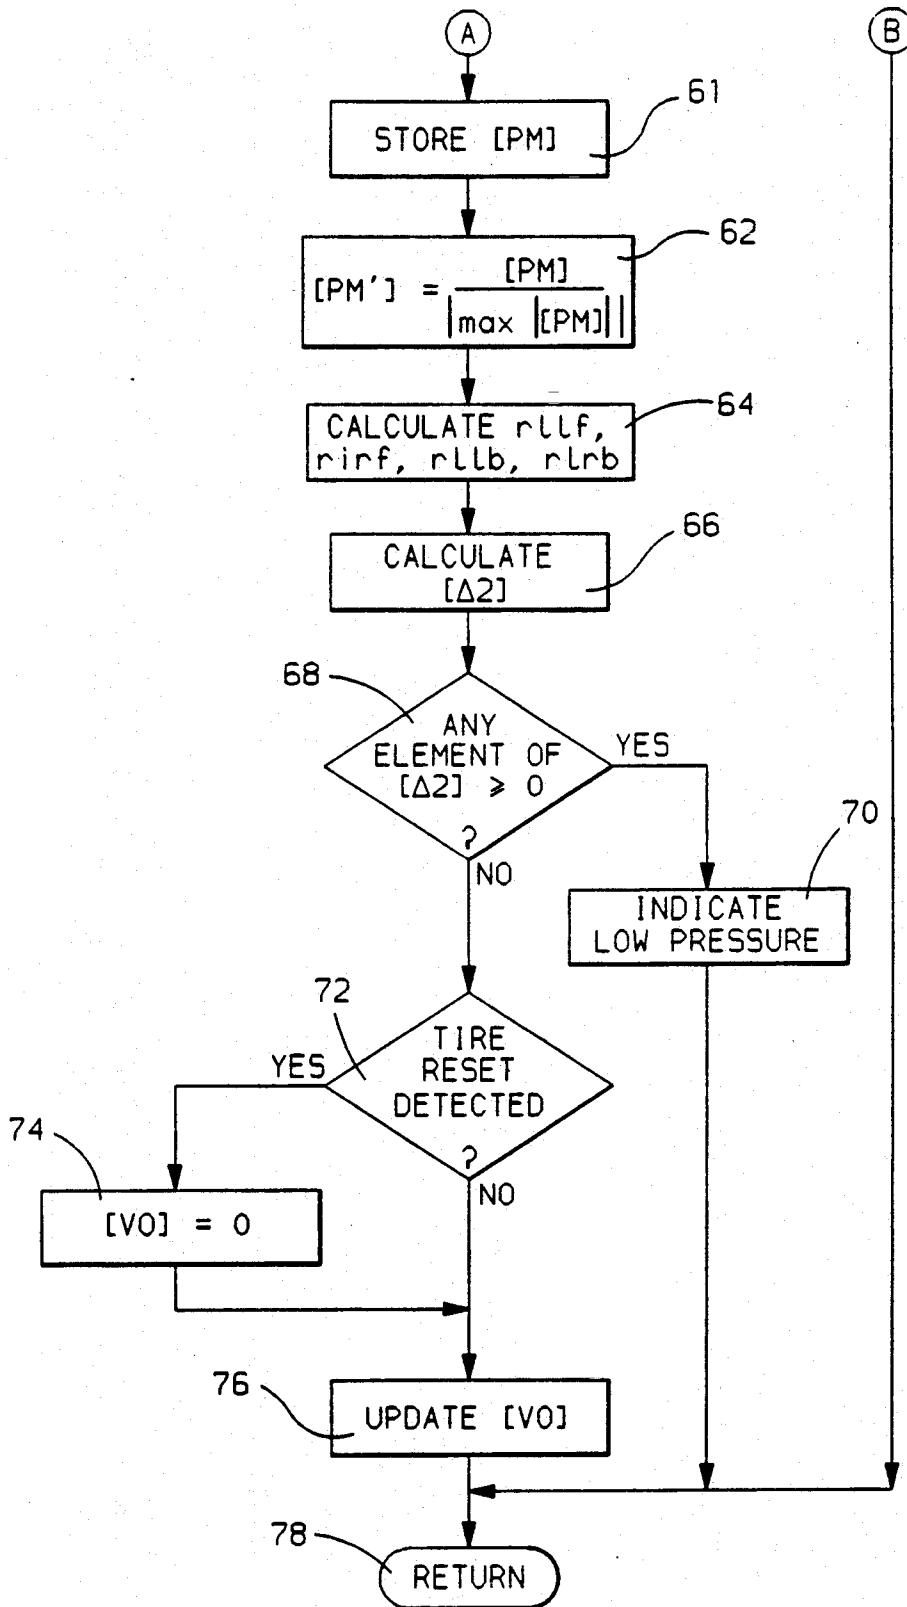 A
B
61
STORE [PM]
62
[PM'] = [PM]
|max |[PM]||
64
CALCULATE rllf,
rirf, rllb, rlrb
66
CALCULATE
[Δ2]
68
ANY
ELEMENT OF
[Δ2] ⩾ 0
?
YES
NO
70
INDICATE
LOW PRESSURE
72
TIRE
RESET
DETECTED
?
YES
NO
74
[VO] = 0
76
UPDATE [VO]
78
RETURN